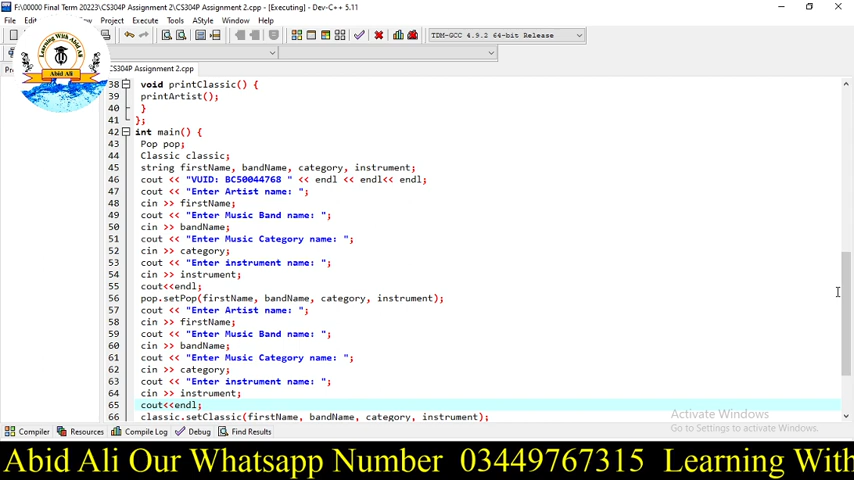 F:\00000 Final Term 20223\CS304P Assignment 2\CS304P Assignment 2.cpp - [Executing] - Dev-C++ 5.11
File Project Execute Tools AStyle Window Help
TDM-GCC 4.9.2 64-bit Release
Learning With Abid Ali
Abid Ali
CS304P Assignment 2.cpp
38 void printClassic() {
39 printArtist();
40 }
41 };
42 int main() {
43 Pop pop;
44 Classic classic;
45 string firstName, bandName, category, instrument;
46 cout << "VUID: BC50044768 " << endl << endl<< endl;
47 cout << "Enter Artist name: ";
48 cin >> firstName;
49 cout << "Enter Music Band name: ";
50 cin >> bandName;
51 cout << "Enter Music Category name: ";
52 cin >> category;
53 cout << "Enter instrument name: ";
54 cin >> instrument;
55 cout<<endl;
56 pop.setPop(firstName, bandName, category, instrument);
57 cout << "Enter Artist name: ";
58 cin >> firstName;
59 cout << "Enter Music Band name: ";
60 cin >> bandName;
61 cout << "Enter Music Category name: ";
62 cin >> category;
63 cout << "Enter instrument name: ";
64 cin >> instrument;
65 cout<<endl;
66 classic.setClassic(firstName, bandName, category, instrument);
Activate Windows
Go to Settings to activate Windows.
Compiler Resources Compile Log Debug Find Results
Abid Ali Our Whatsapp Number 03449767315 Learning With